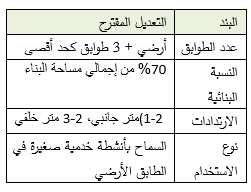 البند التعديل المقترح
عدد الطوابق أرضي + 3 طوابق كحد أقصى
النسبة 70% من إجمالي مساحة البناء
البنائية
الارتدادات 1-2)متر جانبي، 2-3 متر خلفي
نوع السماح بأنشطة خدمية صغيرة في
الاستخدام الطابق الأرضي